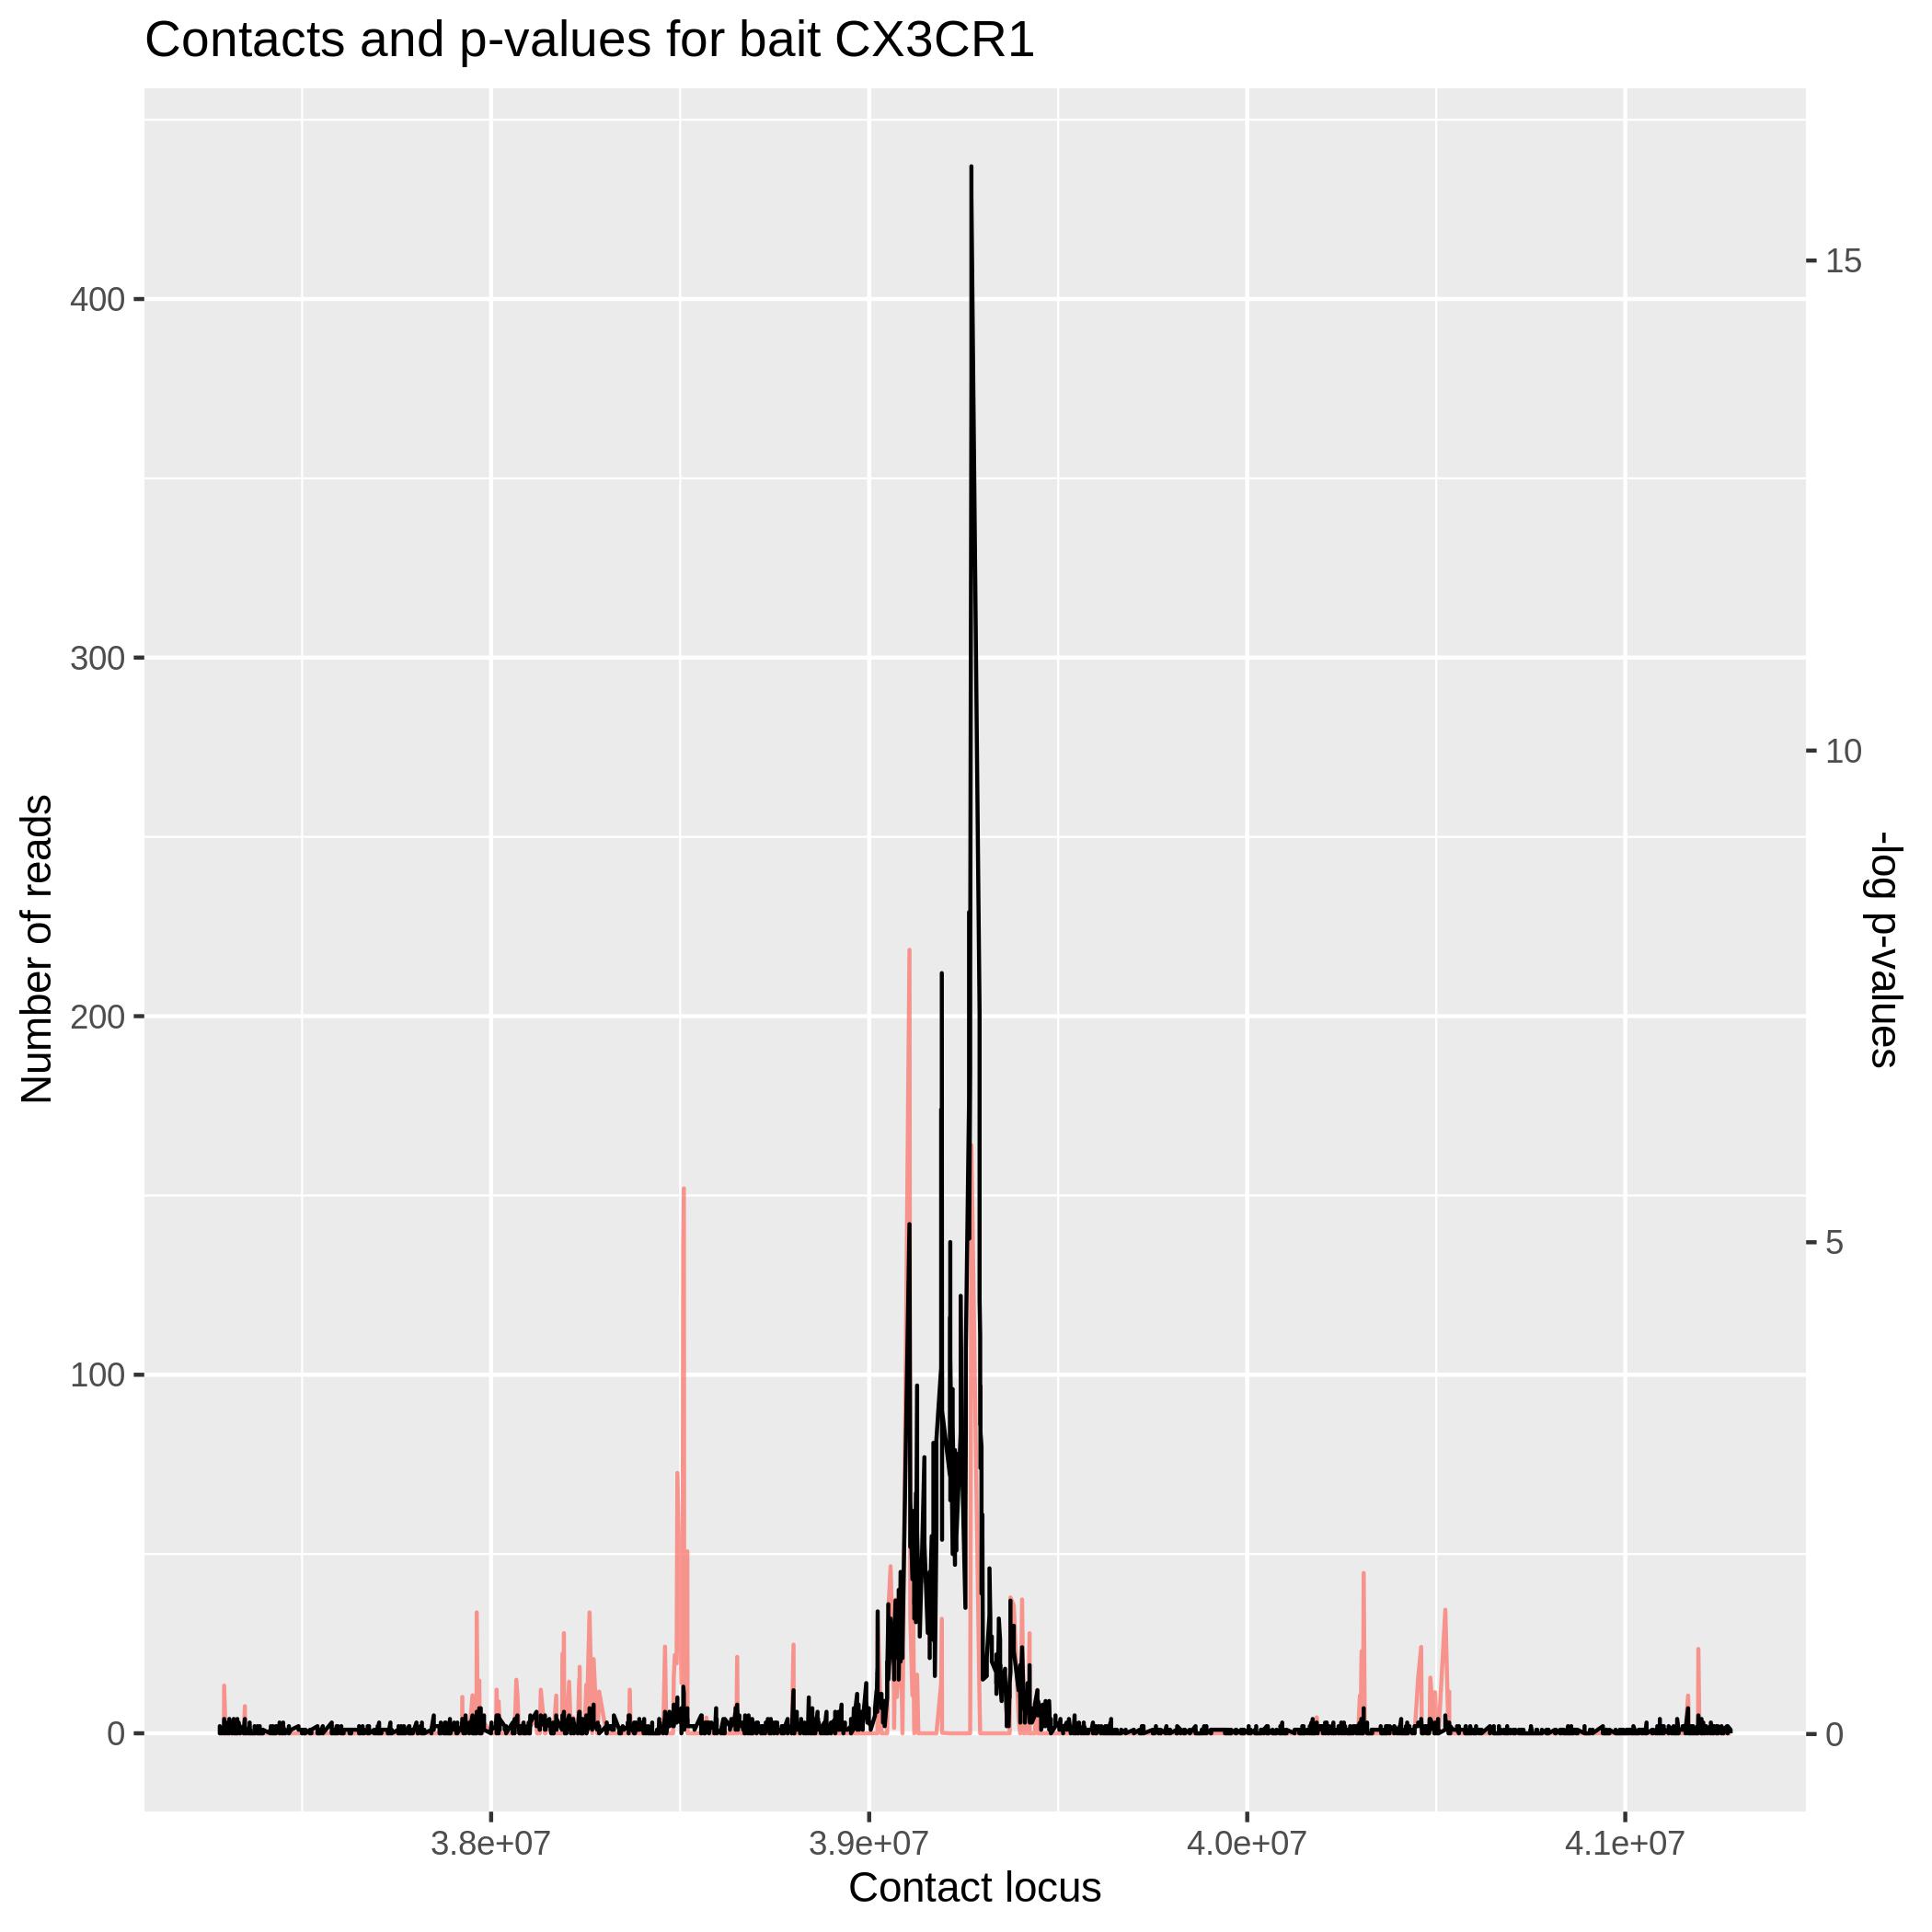 Contacts and p-values for bait CX3CR1
400
300
200
100
0
Number of reads
15
10
5
0
-log p-values
3.8e+07 3.9e+07 4.0e+07 4.1e+07
Contact locus